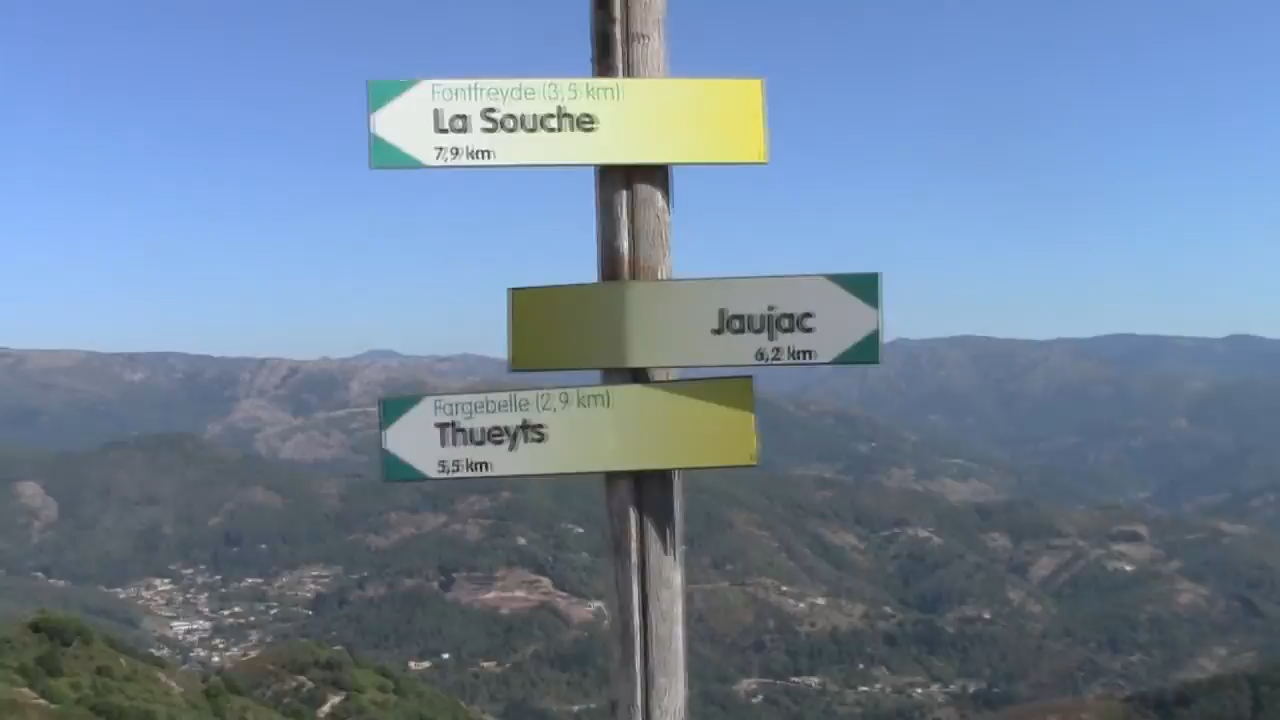 Fontfreyde (3,5 km)
La Souche
7,9 km
Jaujac
6,2 km
Fargebelle (2,9 km)
Thueyts
5,5 km